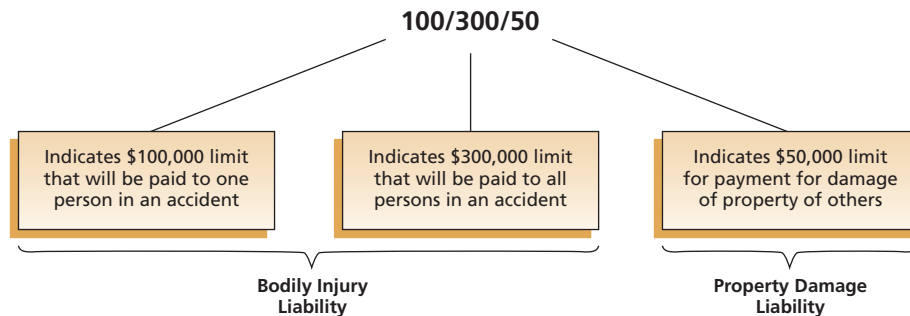 100/300/50
Indicates $100,000 limit
that will be paid to one
person in an accident
Indicates $300,000 limit
that will be paid to all
persons in an accident
Indicates $50,000 limit
for payment for damage
of property of others
Bodily Injury
Liability
Property Damage
Liability